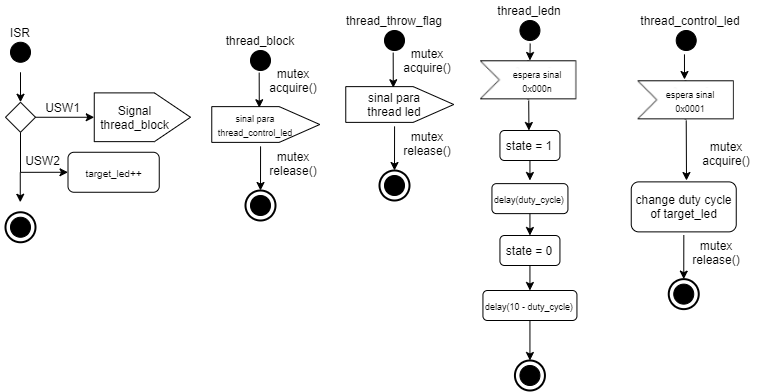 ISR
USW1
Signal
thread_block
USW2
target_led++
thread_block
mutex
acquire()
sinal para
thread_control_led
mutex
release()
thread_throw_flag
mutex
acquire()
sinal para
thread led
mutex
release()
thread_ledn
espera sinal
0x000n
state = 1
delay(duty_cycle)
state = 0
delay(10 - duty_cycle)
thread_control_led
espera sinal
0x0001
mutex
acquire()
change duty cycle
of target_led
mutex
release()